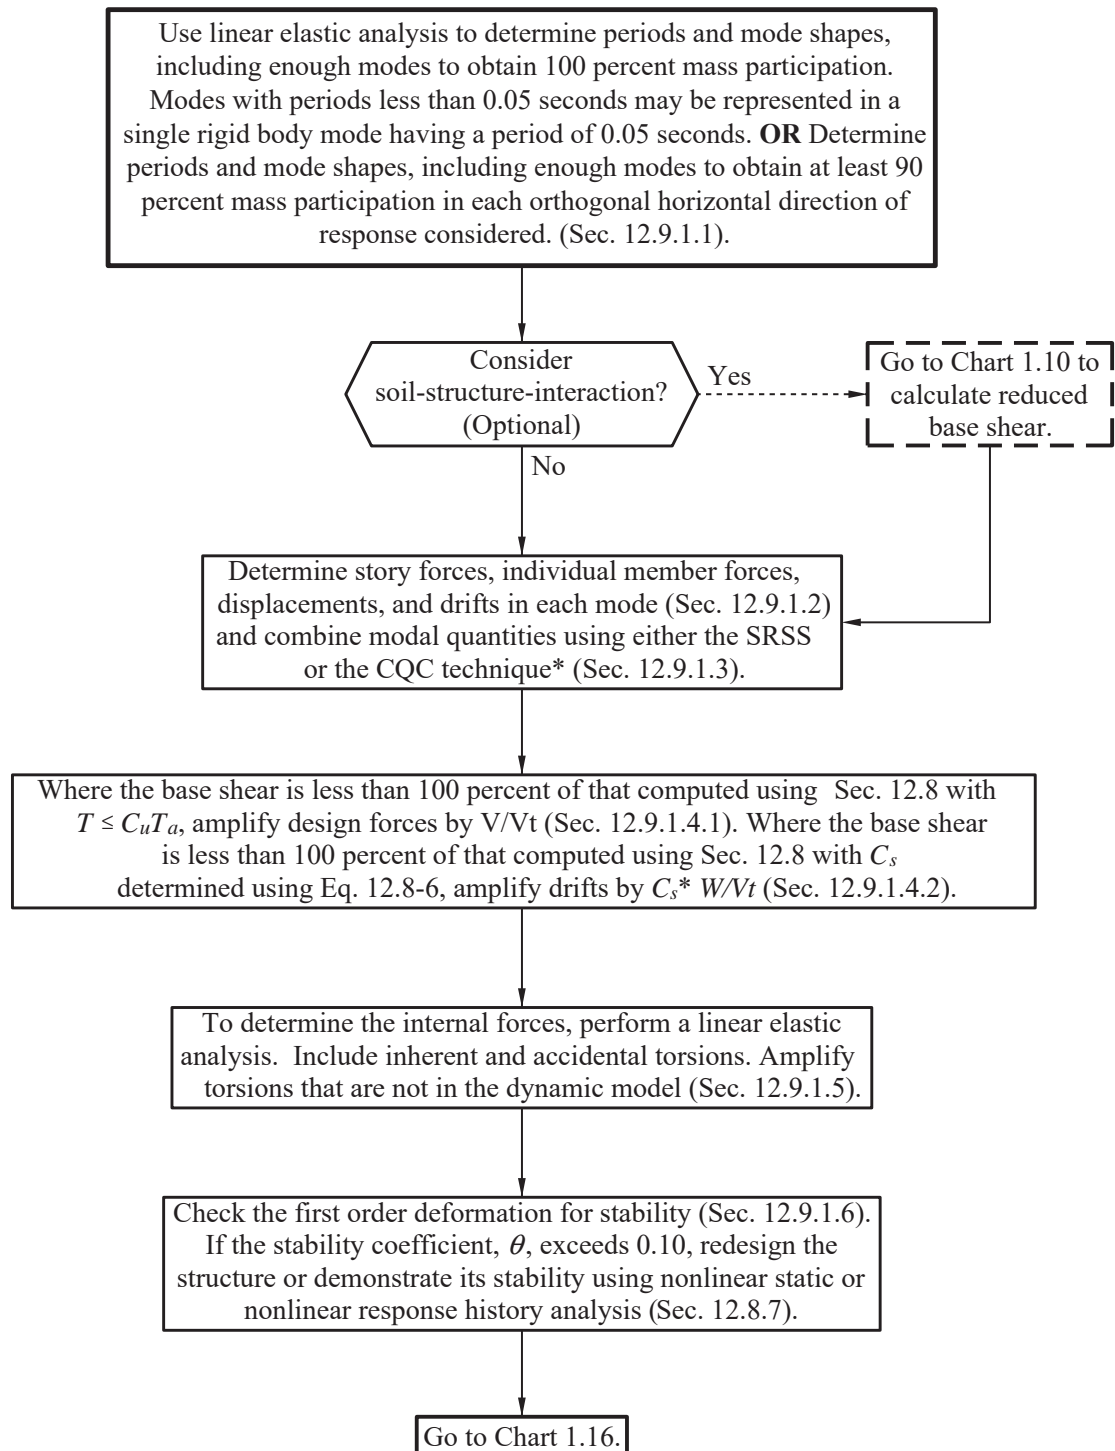 Use linear elastic analysis to determine periods and mode shapes,
including enough modes to obtain 100 percent mass participation.
Modes with periods less than 0.05 seconds may be represented in a
single rigid body mode having a period of 0.05 seconds. OR Determine
periods and mode shapes, including enough modes to obtain at least 90
percent mass participation in each orthogonal horizontal direction of
response considered. (Sec. 12.9.1.1).
Consider
soil-structure-interaction?
(Optional)
Yes
Go to Chart 1.10 to
calculate reduced
base shear.
No
Determine story forces, individual member forces,
displacements, and drifts in each mode (Sec. 12.9.1.2)
and combine modal quantities using either the SRSS
or the CQC technique* (Sec. 12.9.1.3).
Where the base shear is less than 100 percent of that computed using Sec. 12.8 with
T ≤ CuTa, amplify design forces by V/Vt (Sec. 12.9.1.4.1). Where the base shear
is less than 100 percent of that computed using Sec. 12.8 with Cs
determined using Eq. 12.8-6, amplify drifts by Cs* W/Vt (Sec. 12.9.1.4.2).
To determine the internal forces, perform a linear elastic
analysis. Include inherent and accidental torsions. Amplify
torsions that are not in the dynamic model (Sec. 12.9.1.5).
Check the first order deformation for stability (Sec. 12.9.1.6).
If the stability coefficient, θ, exceeds 0.10, redesign the
structure or demonstrate its stability using nonlinear static or
nonlinear response history analysis (Sec. 12.8.7).
Go to Chart 1.16.